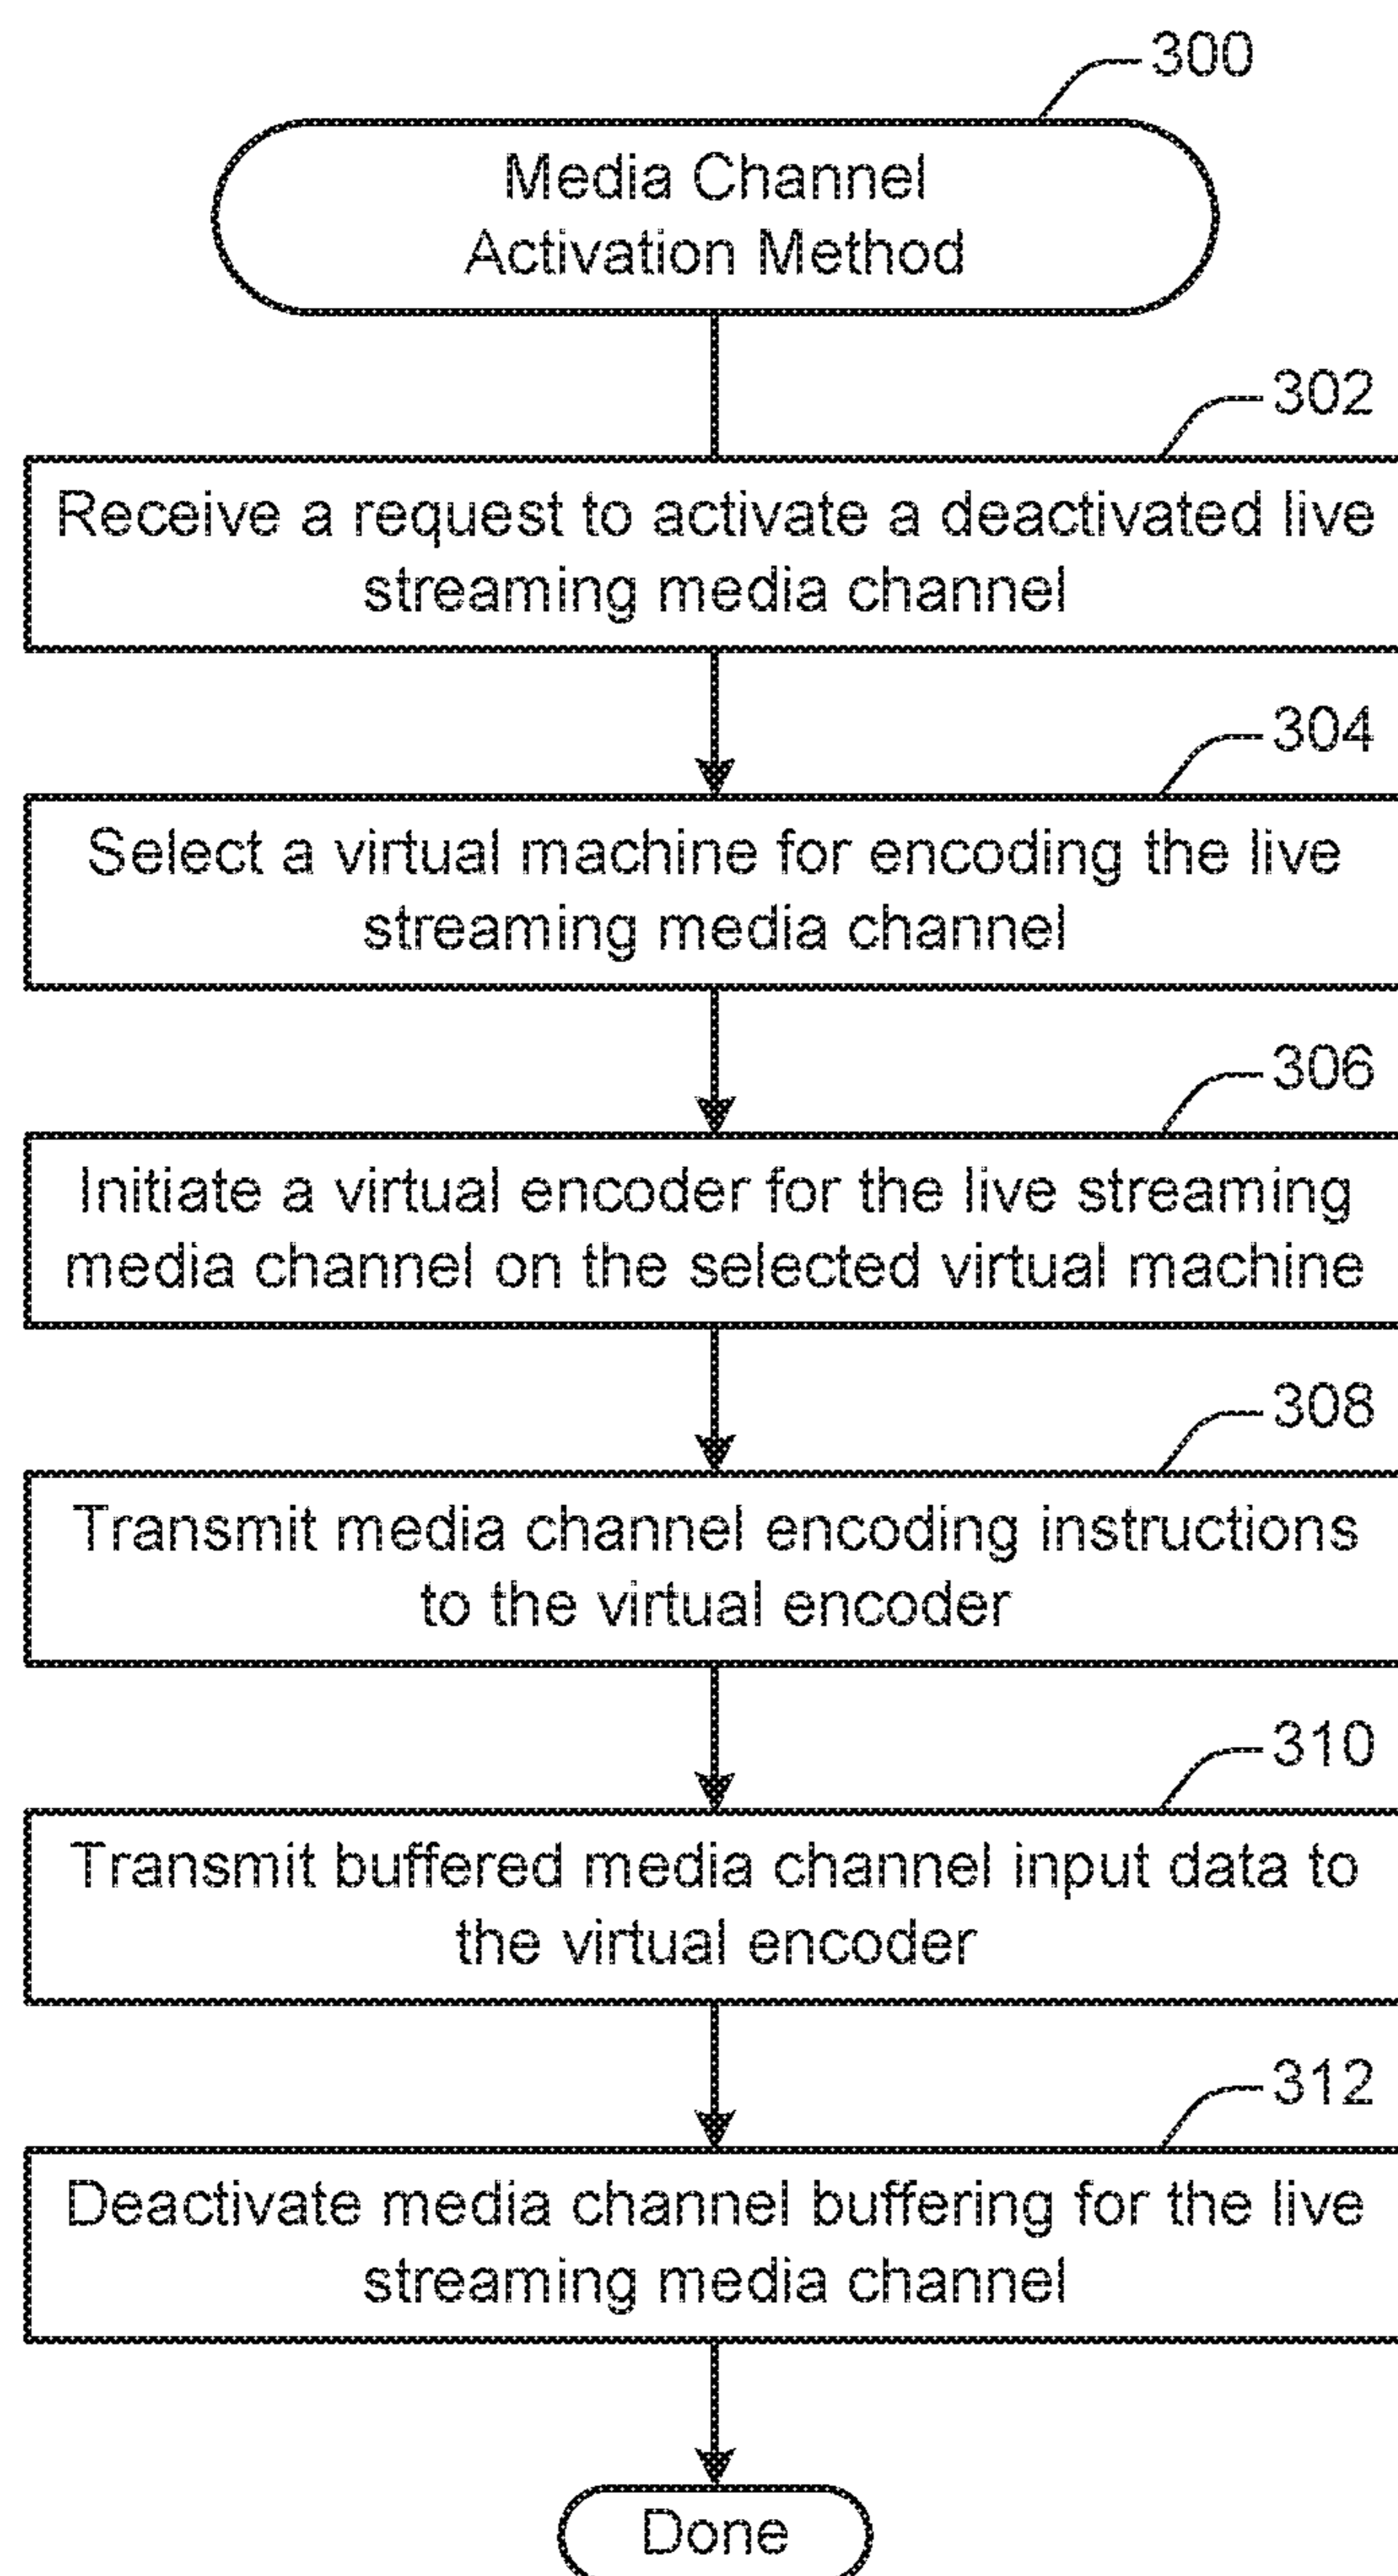 300
Media Channel
Activation Method
302
Receive a request to activate a deactivated live
streaming media channel
304
Select a virtual machine for encoding the live
streaming media channel
306
Initiate a virtual encoder for the live streaming
media channel on the selected virtual machine
308
Transmit media channel encoding instructions
to the virtual encoder
310
Transmit buffered media channel input data to
the virtual encoder
312
Deactivate media channel buffering for the live
streaming media channel
Done